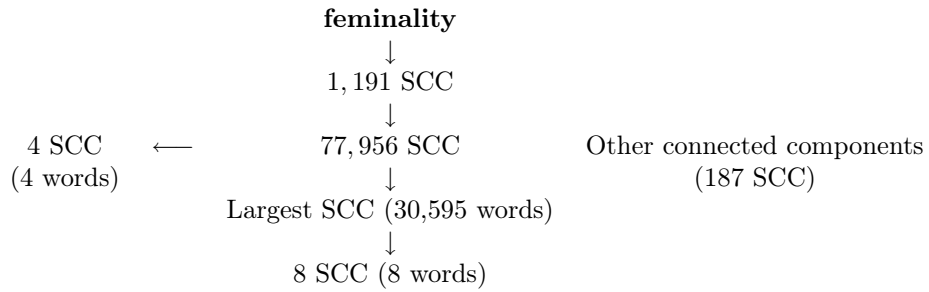 feminality
↓
1, 191 SCC
↓
4 SCC ⟵ 77, 956 SCC Other connected components
(4 words) ↓ (187 SCC)
Largest SCC (30,595 words)
↓
8 SCC (8 words)